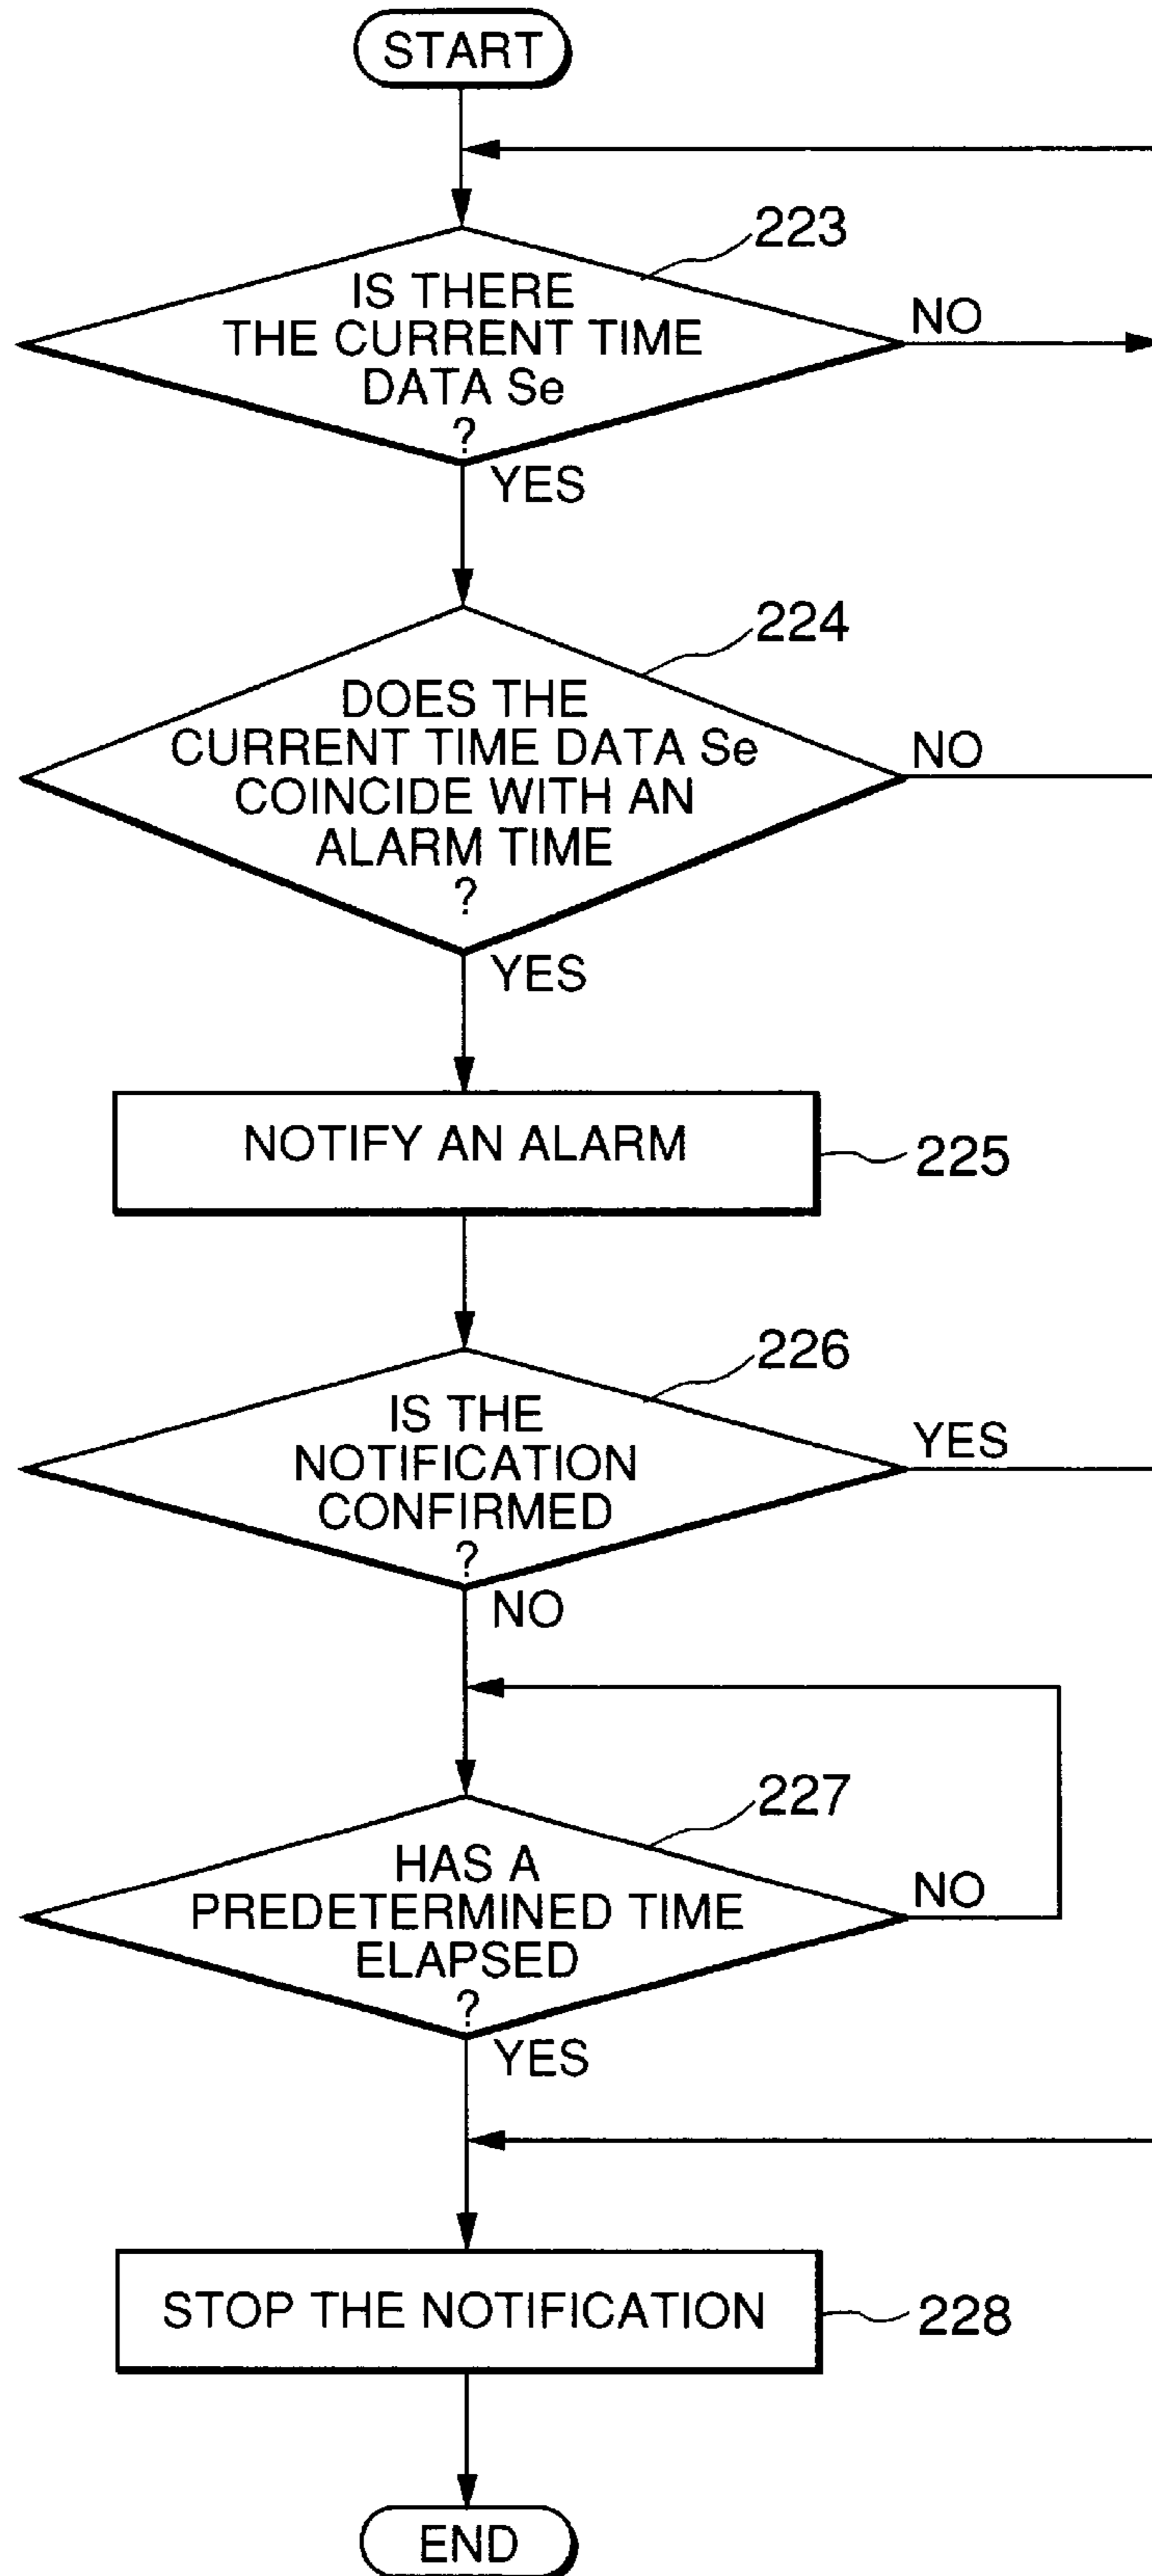 START
223
IS THERE
THE CURRENT TIME
DATA Se
?
NO
YES
224
DOES THE
CURRENT TIME DATA Se
COINCIDE WITH AN
ALARM TIME
?
NO
YES
NOTIFY AN ALARM
225
226
IS THE
NOTIFICATION
CONFIRMED
?
YES
NO
227
HAS A
PREDETERMINED TIME
ELAPSED
?
NO
YES
STOP THE NOTIFICATION
228
END